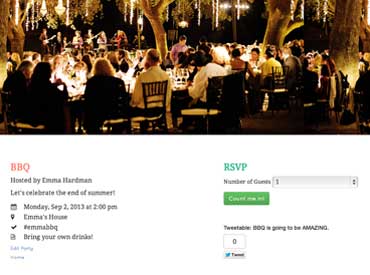 BBQ
Hosted by Emma Hardman
Let's celebrate the end of summer!
Monday, Sep 2, 2013 at 2:00 pm
Emma's House
#emmabbq
Bring your own drinks!
Edit Party
Home
RSVP
Number of Guests 1
Count me in!
Tweetable: BBQ is going to be AMAZING.
0
Tweet